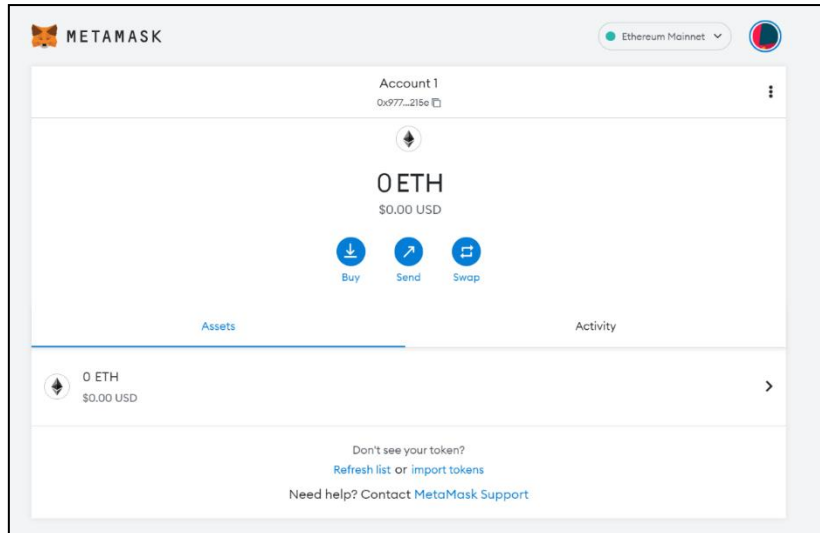 METAMASK
Ethereum Mainnet
Account 1
0x977...215e
0 ETH
$0.00 USD
Buy Send Swap
Assets Activity
0 ETH
$0.00 USD
Don't see your token?
Refresh list or import tokens
Need help? Contact MetaMask Support